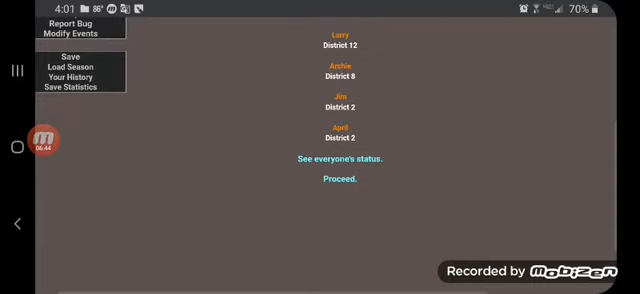 4:01
86°
70%
Report Bug
Modify Events
Save
Load Season
Your History
Save Statistics
Larry
District 12
Archie
District 8
Jim
District 2
April
District 2
See everyone's status.
Proceed.
06:44
Recorded by Mobizen